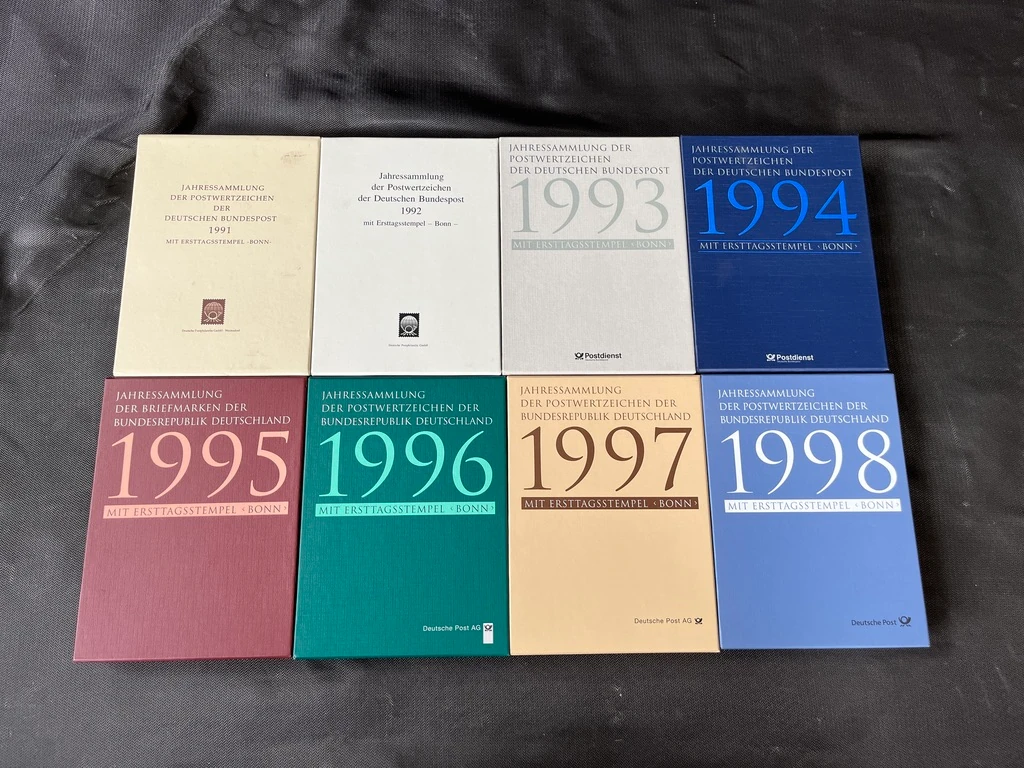 JAHRESSAMMLUNG
DER POSTWERTZEICHEN
DER
DEUTSCHEN BUNDESPOST
1991
MIT ERSTTAGSSTEMPEL ‹BONN›
Jahressammlung
der Postwertzeichen
der Deutschen Bundespost
1992
mit Ersttagsstempel – Bonn –
JAHRESSAMMLUNG DER
POSTWERTZEICHEN
DER DEUTSCHEN BUNDESPOST
1993
MIT ERSTTAGSSTEMPEL ‹BONN›
Postdienst
JAHRESSAMMLUNG DER
POSTWERTZEICHEN
DER DEUTSCHEN BUNDESPOST
1994
MIT ERSTTAGSSTEMPEL ‹BONN›
Postdienst
JAHRESSAMMLUNG
DER BRIEFMARKEN DER
BUNDESREPUBLIK DEUTSCHLAND
1995
MIT ERSTTAGSSTEMPEL ‹BONN›
JAHRESSAMMLUNG
DER POSTWERTZEICHEN DER
BUNDESREPUBLIK DEUTSCHLAND
1996
MIT ERSTTAGSSTEMPEL ‹BONN›
Deutsche Post AG
JAHRESSAMMLUNG
DER POSTWERTZEICHEN DER
BUNDESREPUBLIK DEUTSCHLAND
1997
MIT ERSTTAGSSTEMPEL ‹BONN›
Deutsche Post AG
JAHRESSAMMLUNG
DER POSTWERTZEICHEN DER
BUNDESREPUBLIK DEUTSCHLAND
1998
MIT ERSTTAGSSTEMPEL ‹BONN›
Deutsche Post